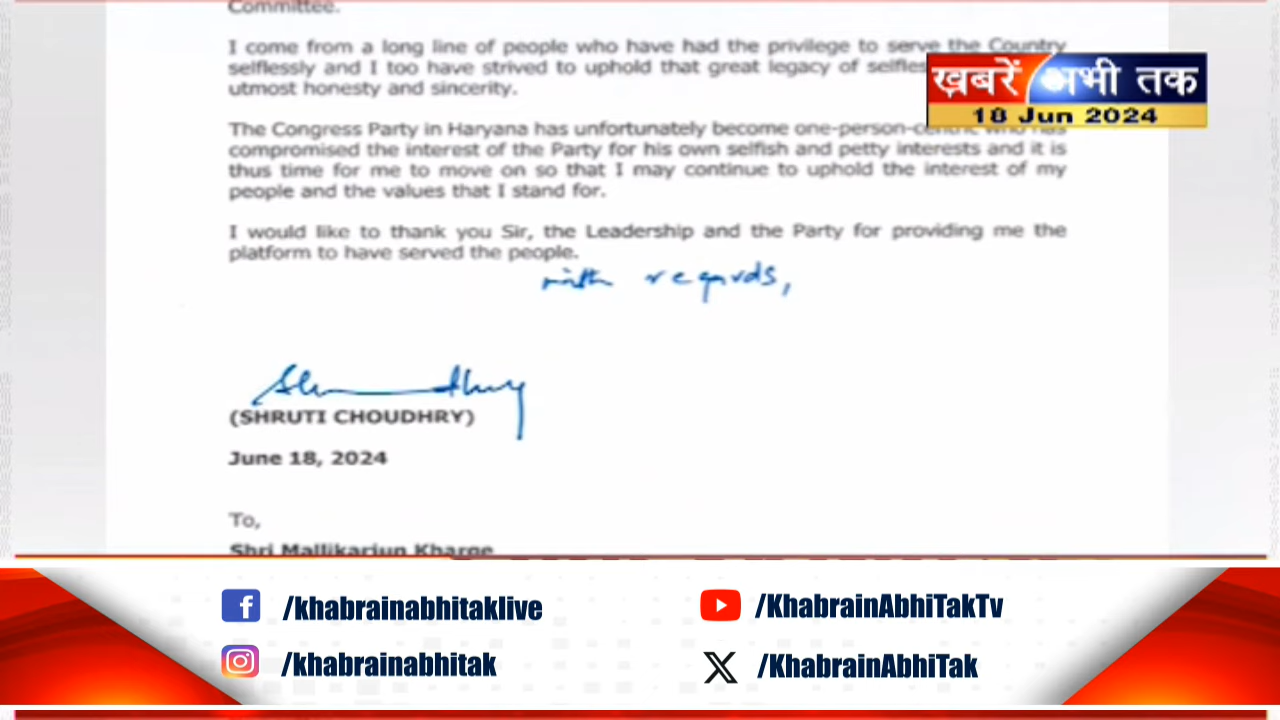 Committee.
I come from a long line of people who have had the privilege to serve the Country
selflessly and I too have strived to uphold that great legacy of
utmost honesty and sincerity.
The Congress Party in Haryana has unfortunately become
compromised the interest of the Party for his own selfish and petty interests and it is
thus time for me to move on so that I may continue to uphold the interest of my
people and the values that I stand for.
I would like to thank you Sir, the Leadership and the Party for providing me the
platform to have served the people.
with regards,
(SHRUTI CHOUDHRY)
June 18, 2024
To,
Shri Mallikarjun Kharge
ख़बरें अभी तक
18 Jun 2024
/khabrainabhitaklive
/KhabrainAbhiTakTv
/khabrainabhitak
/KhabrainAbhiTak